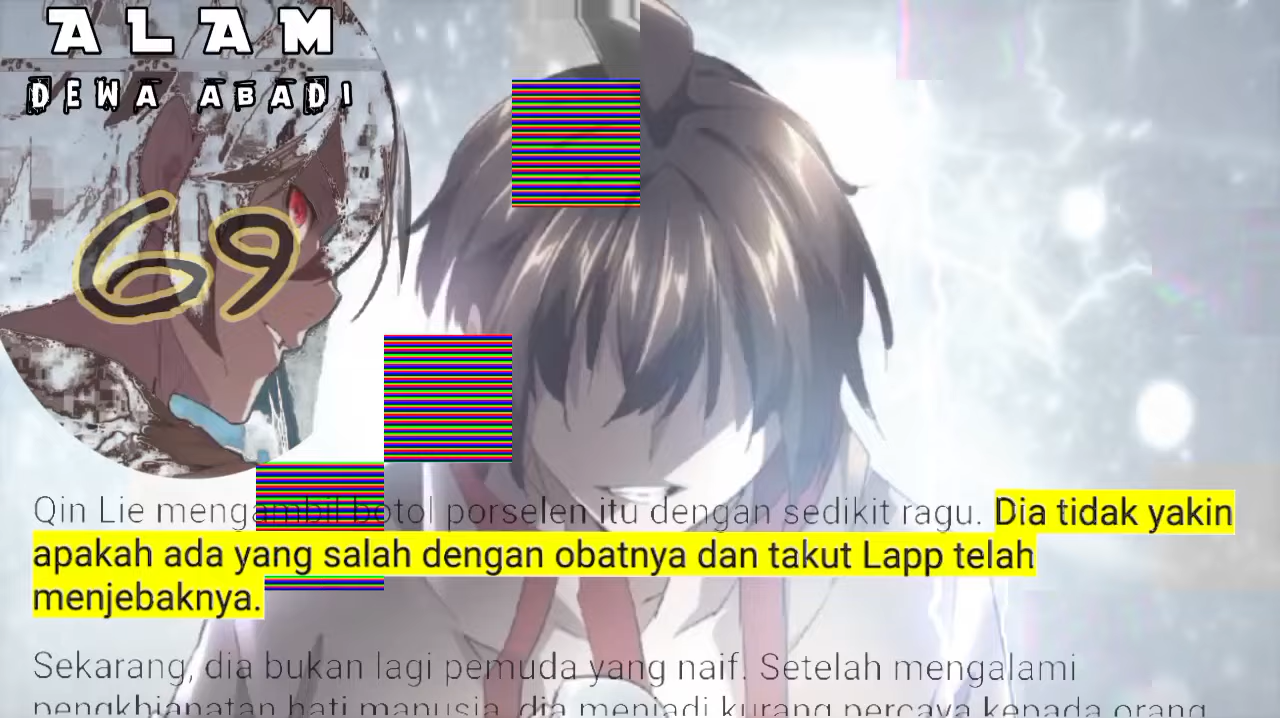 ALAM
DEWA ABADI
69
Qin Lie mengambil botol porselen itu dengan sedikit ragu. Dia tidak yakin
apakah ada yang salah dengan obatnya dan takut Lapp telah
menjebaknya.
Sekarang, dia bukan lagi pemuda yang naif. Setelah mengalami
pengkhianatan hati manusia, dia menjadi kurang percaya kepada orang